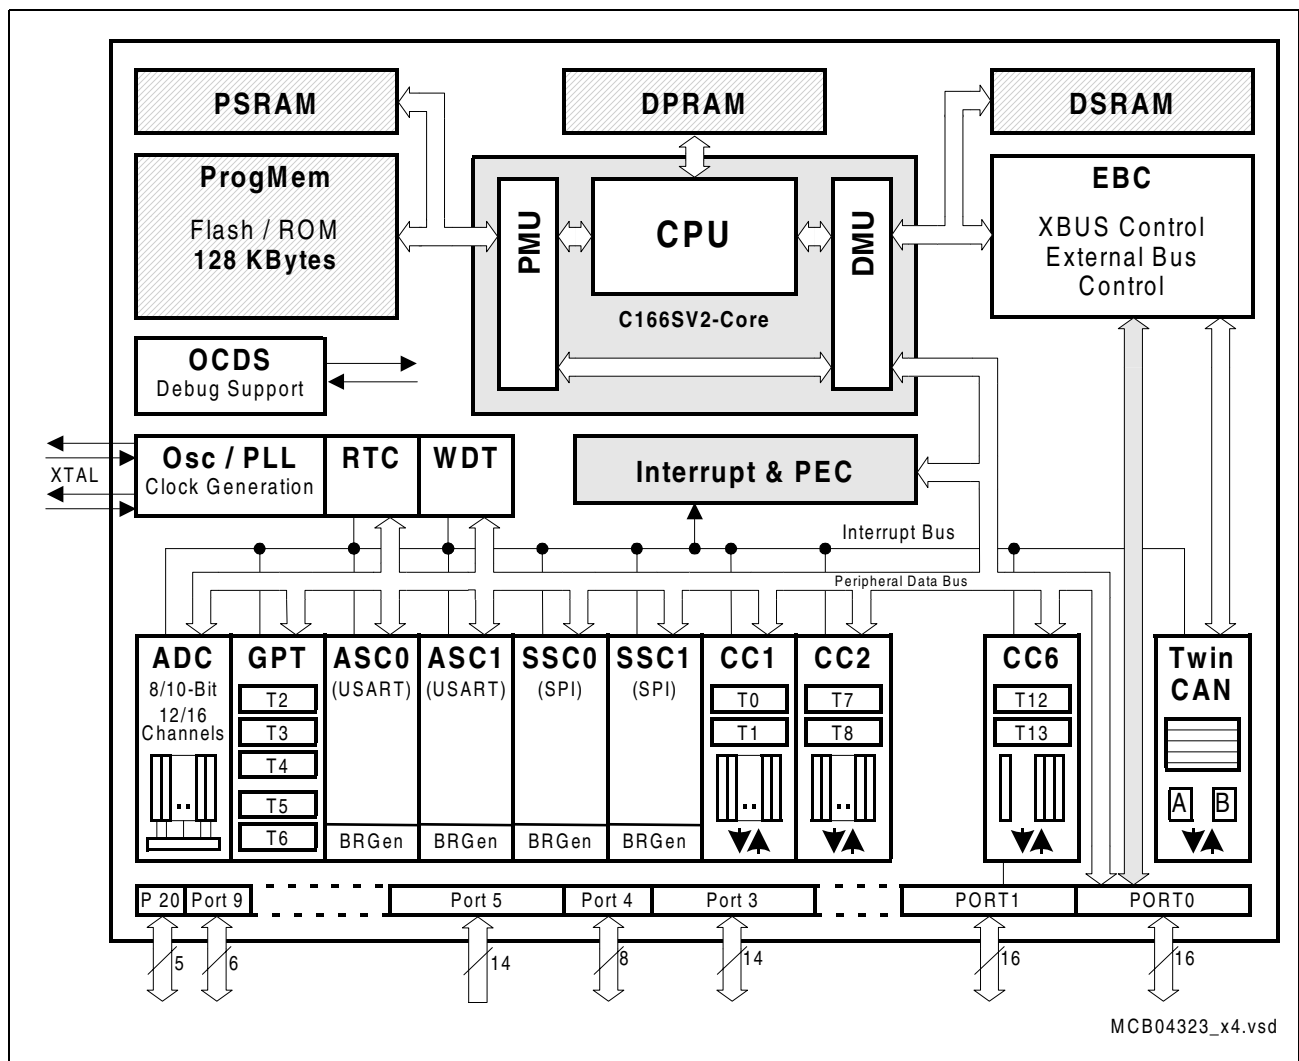 PSRAM
DPRAM
DSRAM
ProgMem
Flash / ROM
128 KBytes
PMU
CPU
DMU
C166SV2-Core
EBC
XBUS Control
External Bus
Control
OCDS
Debug Support
XTAL
Osc / PLL
Clock Generation
RTC
WDT
Interrupt & PEC
Interrupt Bus
Peripheral Data Bus
ADC
8/10-Bit
12/16
Channels
GPT
T2
T3
T4
T5
T6
ASC0
(USART)
BRGen
ASC1
(USART)
BRGen
SSC0
(SPI)
BRGen
SSC1
(SPI)
BRGen
CC1
T0
T1
CC2
T7
T8
CC6
T12
T13
Twin
CAN
A
B
P 20
Port 9
Port 5
Port 4
Port 3
PORT1
PORT0
5
6
14
8
14
16
16
MCB04323_x4.vsd